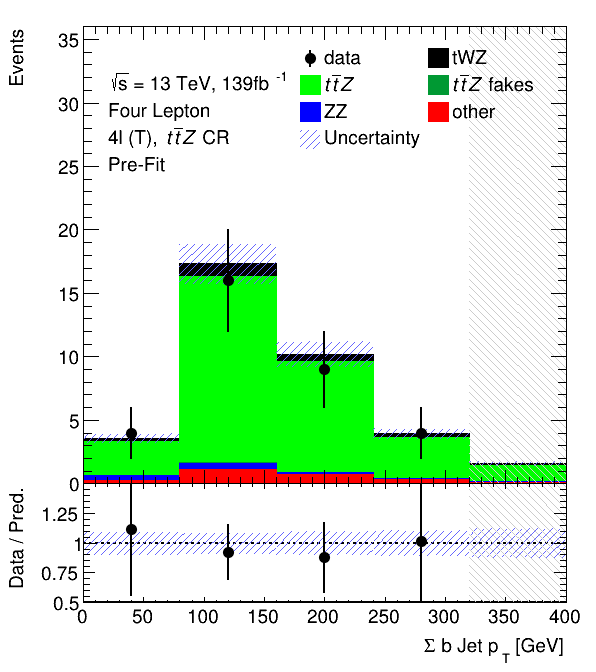 Events
35
30
25
20
15
10
5
0
√s = 13 TeV, 139fb -1
Four Lepton
4l (T), tt̄Z CR
Pre-Fit
data
tt̄Z
ZZ
Uncertainty
tWZ
tt̄Z fakes
other
Data / Pred.
1.25
1
0.75
0.5
0 50 100 150 200 250 300 350 400
Σ b Jet p_T [GeV]